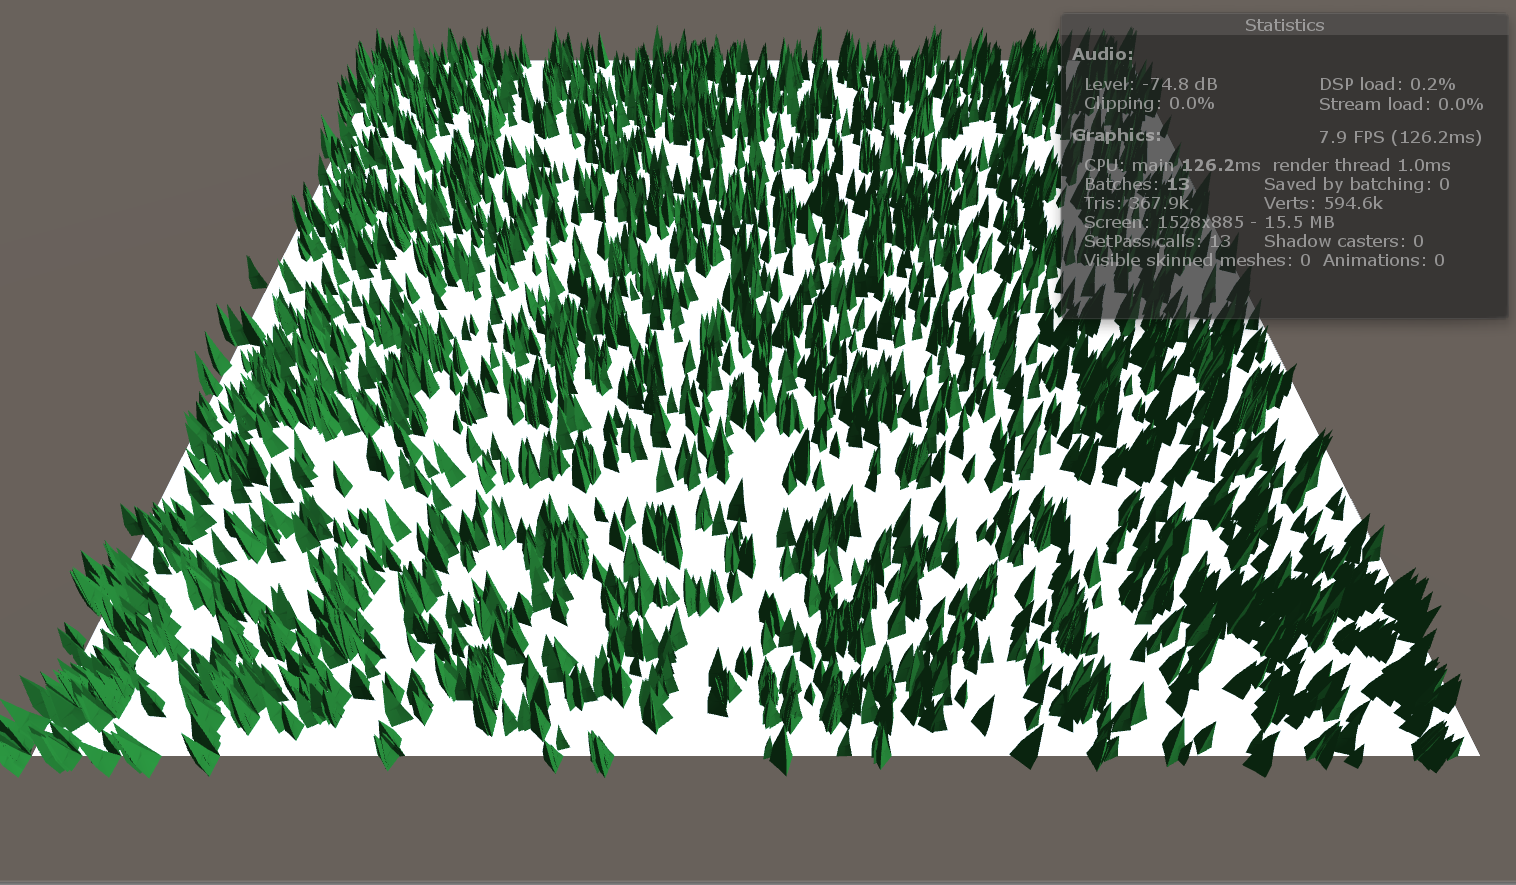 Statistics
Audio:
Level: -74.8 dB DSP load: 0.2%
Clipping: 0.0% Stream load: 0.0%
Graphics: 7.9 FPS (126.2ms)
CPU: main 126.2ms render thread 1.0ms
Batches: 13 Saved by batching: 0
Tris: 367.9k Verts: 594.6k
Screen: 1528x885 - 15.5 MB
SetPass calls: 13 Shadow casters: 0
Visible skinned meshes: 0 Animations: 0